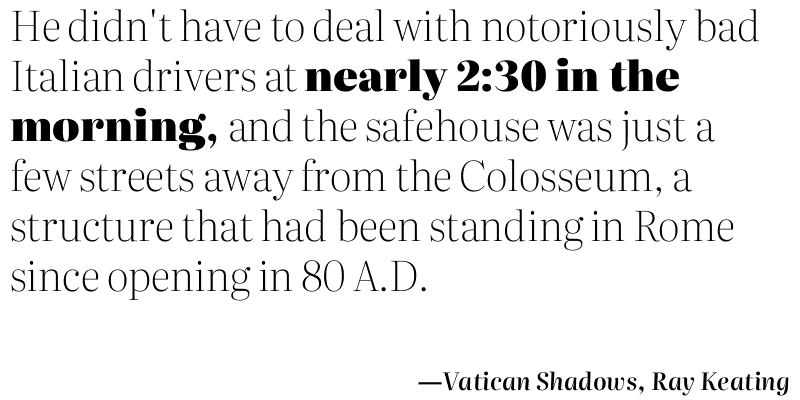 He didn't have to deal with notoriously bad
Italian drivers at nearly 2:30 in the
morning, and the safehouse was just a
few streets away from the Colosseum, a
structure that had been standing in Rome
since opening in 80 A.D.
—Vatican Shadows, Ray Keating